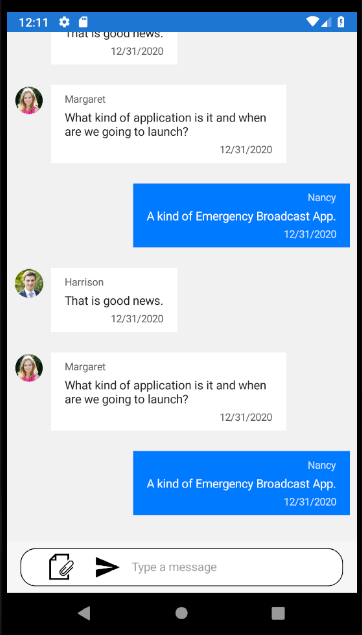 12:11
That is good news.
12/31/2020
Margaret
What kind of application is it and when
are we going to launch?
12/31/2020
Nancy
A kind of Emergency Broadcast App.
12/31/2020
Harrison
That is good news.
12/31/2020
Margaret
What kind of application is it and when
are we going to launch?
12/31/2020
Nancy
A kind of Emergency Broadcast App.
12/31/2020
Type a message